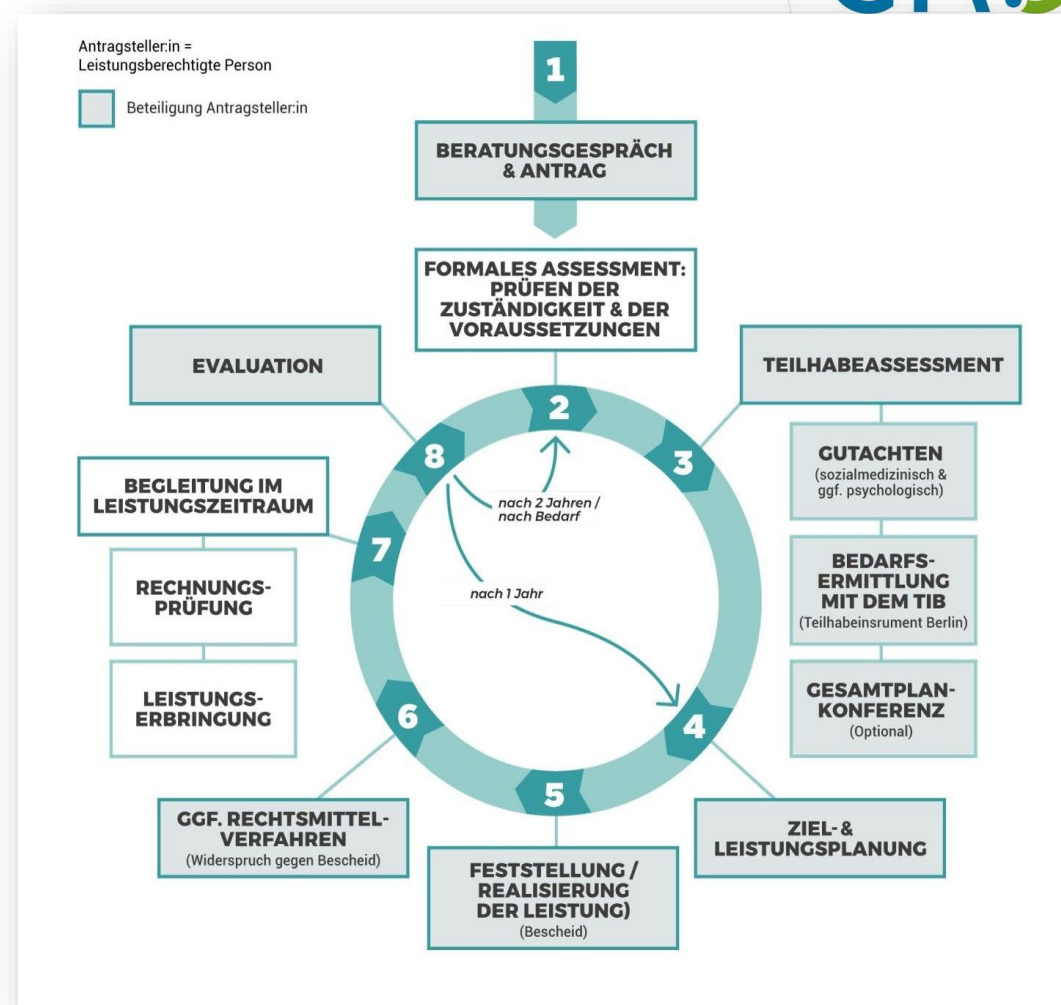 Antragsteller:in =
Leistungsberechtigte Person
Beteiligung Antragsteller:in
1
BERATUNGSGESPRÄCH
& ANTRAG
FORMALES ASSESSMENT:
PRÜFEN DER
ZUSTÄNDIGKEIT & DER
VORAUSSETZUNGEN
2
TEILHABEASSESSMENT
3
GUTACHTEN
(sozialmedizinisch &
ggf. psychologisch)
BEDARFS-
ERMITTLUNG
MIT DEM TIB
(Teilhabeinsrument Berlin)
GESAMTPLAN-
KONFERENZ
(Optional)
4
ZIEL- &
LEISTUNGSPLANUNG
5
FESTSTELLUNG /
REALISIERUNG
DER LEISTUNG)
(Bescheid)
6
GGF. RECHTSMITTEL-
VERFAHREN
(Widerspruch gegen Bescheid)
7
BEGLEITUNG IM
LEISTUNGSZEITRAUM
RECHNUNGS-
PRÜFUNG
LEISTUNGS-
ERBRINGUNG
8
EVALUATION
nach 2 Jahren /
nach Bedarf
nach 1 Jahr